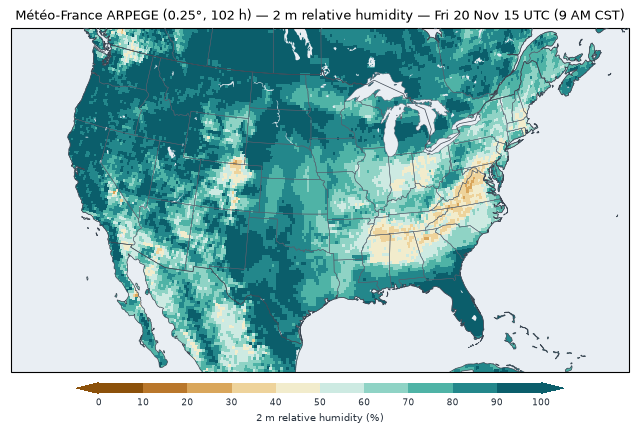 Météo-France ARPEGE (0.25°, 102 h) — 2 m relative humidity — Fri 20 Nov 15 UTC (9 AM CST)
0 10 20 30 40 50 60 70 80 90 100
2 m relative humidity (%)